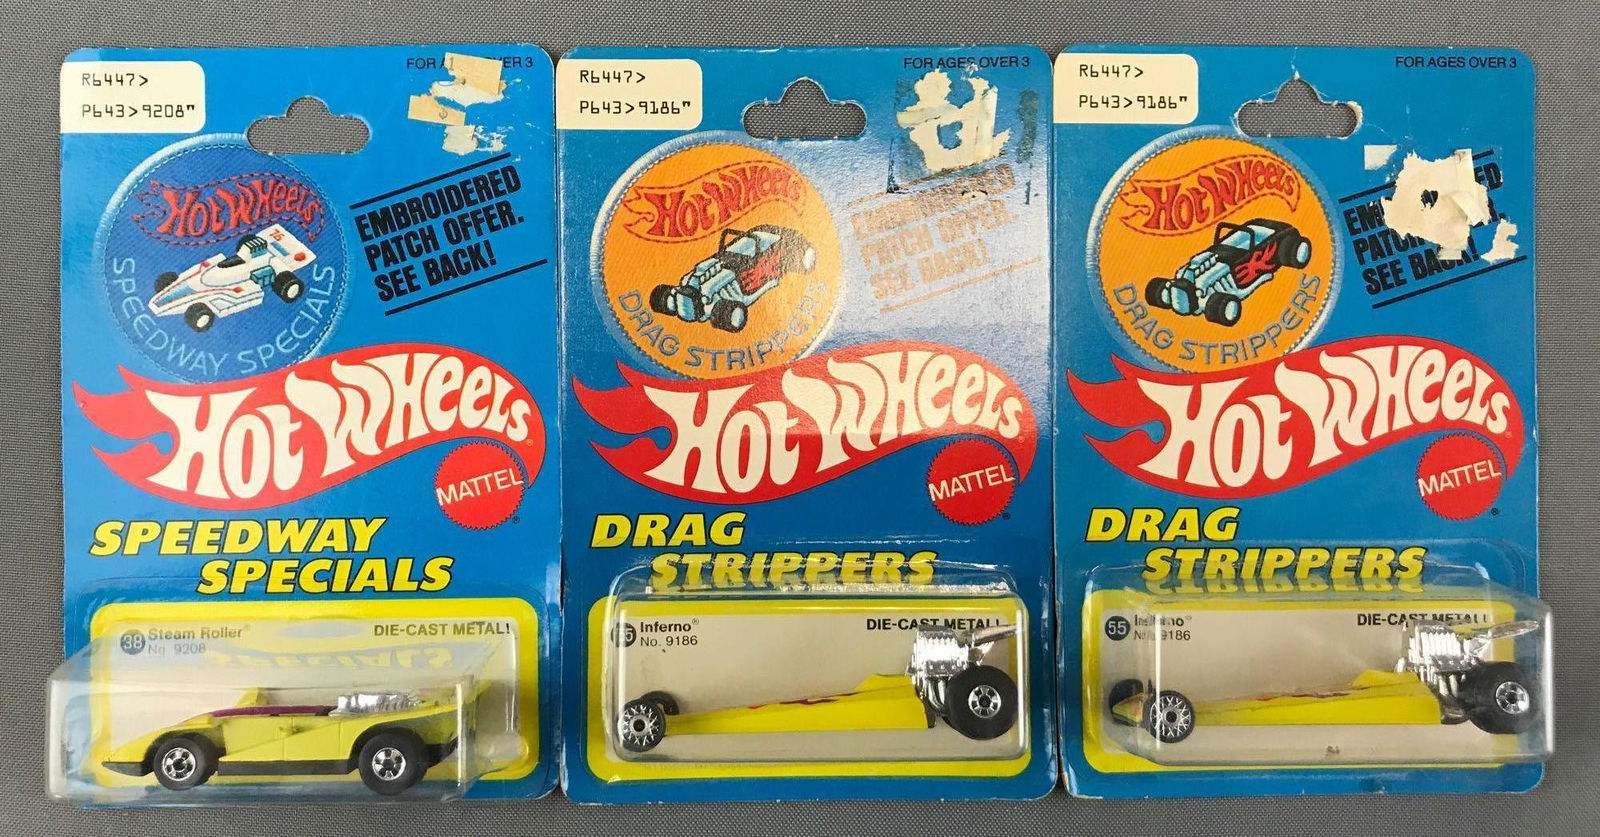 R6447>
P643>9208"
FOR A OVER 3
HOT WHEELS
76
SPEEDWAY SPECIALS
EMBROIDERED
PATCH OFFER.
SEE BACK!
HOT WHEELS
MATTEL
SPEEDWAY
SPECIALS
38 Steam Roller®
No. 9208
DIE-CAST METAL!
R6447>
P643>9186"
FOR AGES OVER 3
HOT WHEELS
DRAG STRIPPERS
EMBROIDERED
PATCH OFFER.
SEE BACK!
HOT WHEELS
MATTEL®
DRAG
STRIPPERS
Inferno®
No. 9186
DIE-CAST METAL!
R6447>
P643>9186"
FOR AGES OVER 3
HOT WHEELS
DRAG STRIPPERS
SEE BACK!
HOT WHEELS
MATTEL®
DRAG
STRIPPERS
55 Inferno®
No. 9186
DIE-CAST METAL!